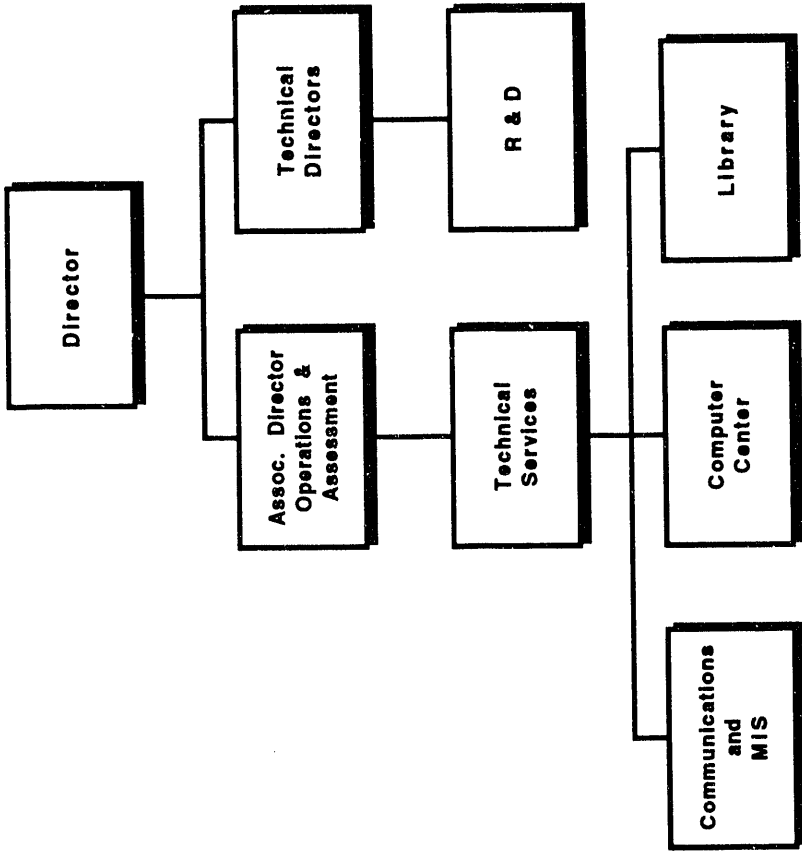 Director
Assoc. Director
Operations &
Assessment
Technical
Directors
Technical
Services
R & D
Communications
and
MIS
Computer
Center
Library